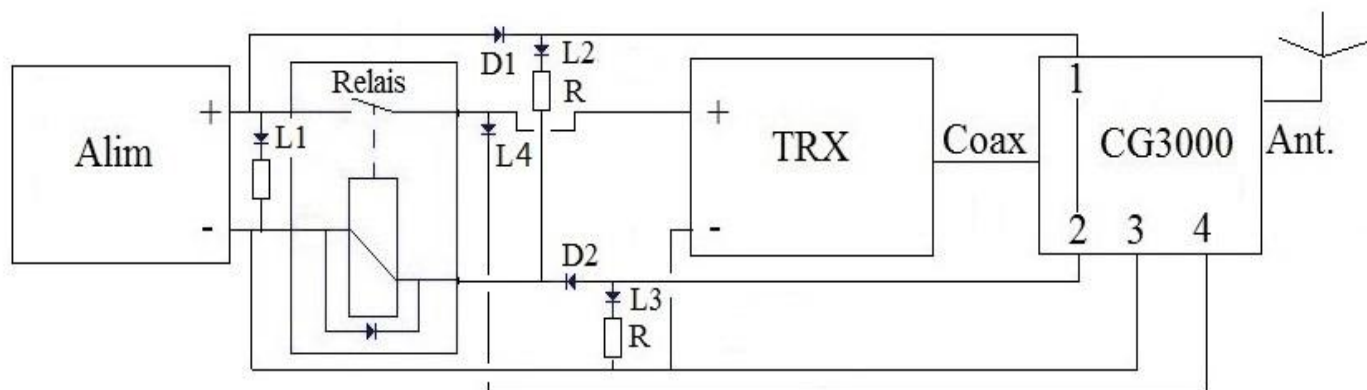 D1
L2
R
Relais
+
L1
L4
Alim
-
+
TRX
-
Coax
1
CG3000
2 3 4
Ant.
D2
L3
R